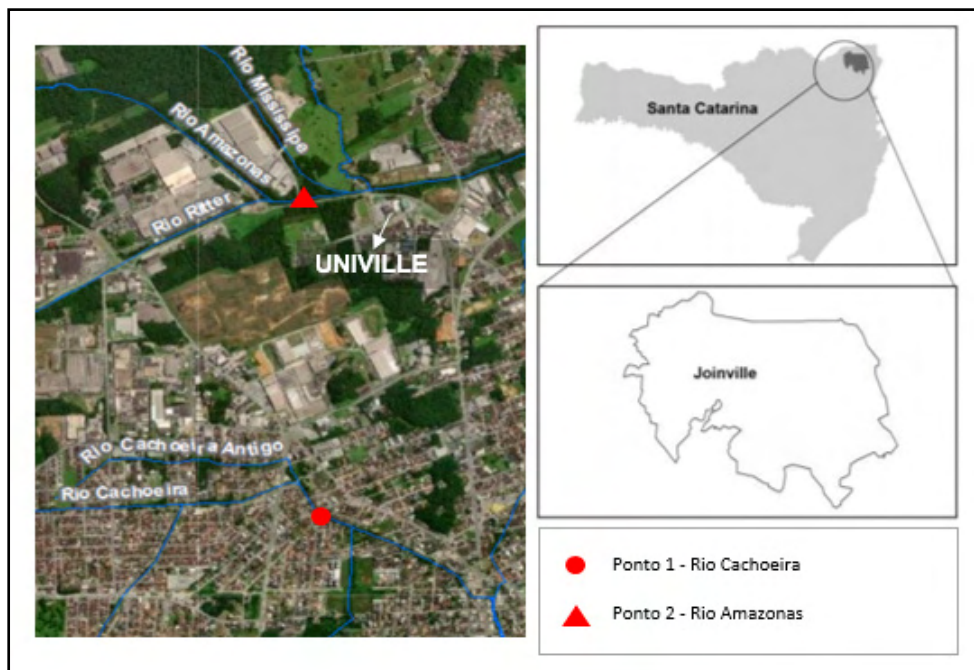 Rio Mississipe
Rio Amazonas
Rio Ritter
UNIVILLE
Rio Cachoeira Antigo
Rio Cachoeira
Santa Catarina
Joinville
Ponto 1 - Rio Cachoeira
Ponto 2 - Rio Amazonas